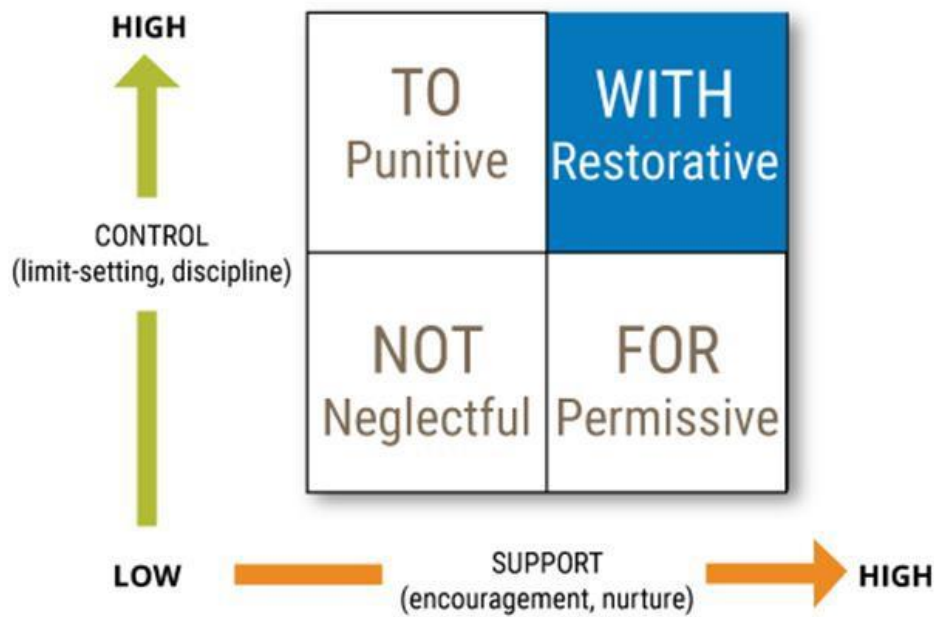 HIGH
TO
Punitive
WITH
Restorative
CONTROL
(limit-setting, discipline)
NOT
Neglectful
FOR
Permissive
LOW
SUPPORT
(encouragement, nurture)
HIGH